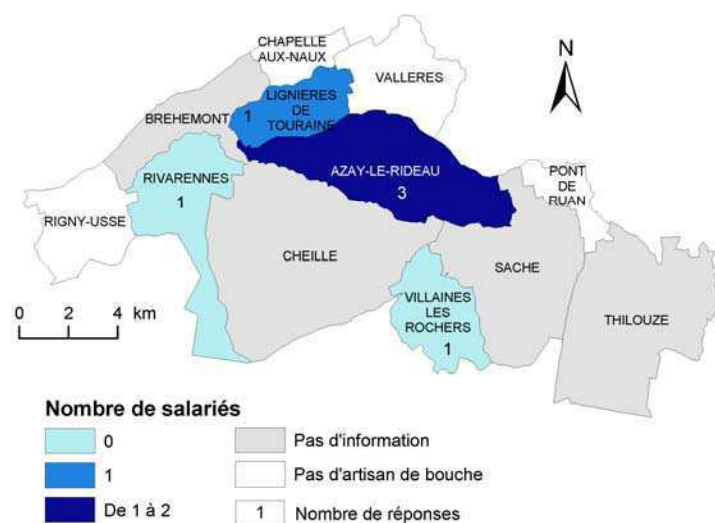 CHAPELLE
AUX-NAUX
N
VALLERES
LIGNIERES
DE
TOURAINE
1
BREHEMONT
RIVARENNES
1
AZAY-LE-RIDEAU
3
PONT
DE
RUAN
RIGNY-USSE
CHEILLE
SACHE
VILLAINES
LES
ROCHERS
1
THILOUZE
0 2 4 km
Nombre de salariés
0
1
De 1 à 2
Pas d'information
Pas d'artisan de bouche
1 Nombre de réponses